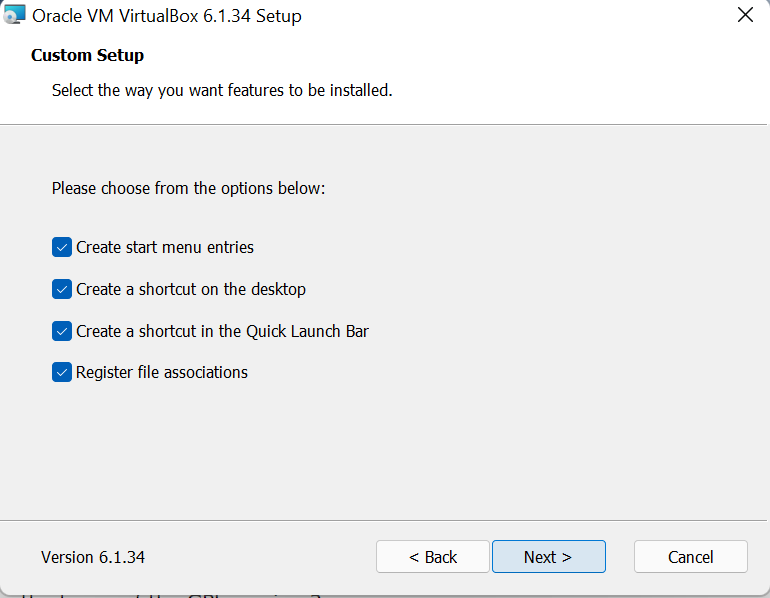 Oracle VM VirtualBox 6.1.34 Setup
Custom Setup
Select the way you want features to be installed.
Please choose from the options below:
Create start menu entries
Create a shortcut on the desktop
Create a shortcut in the Quick Launch Bar
Register file associations
Version 6.1.34
< Back
Next >
Cancel